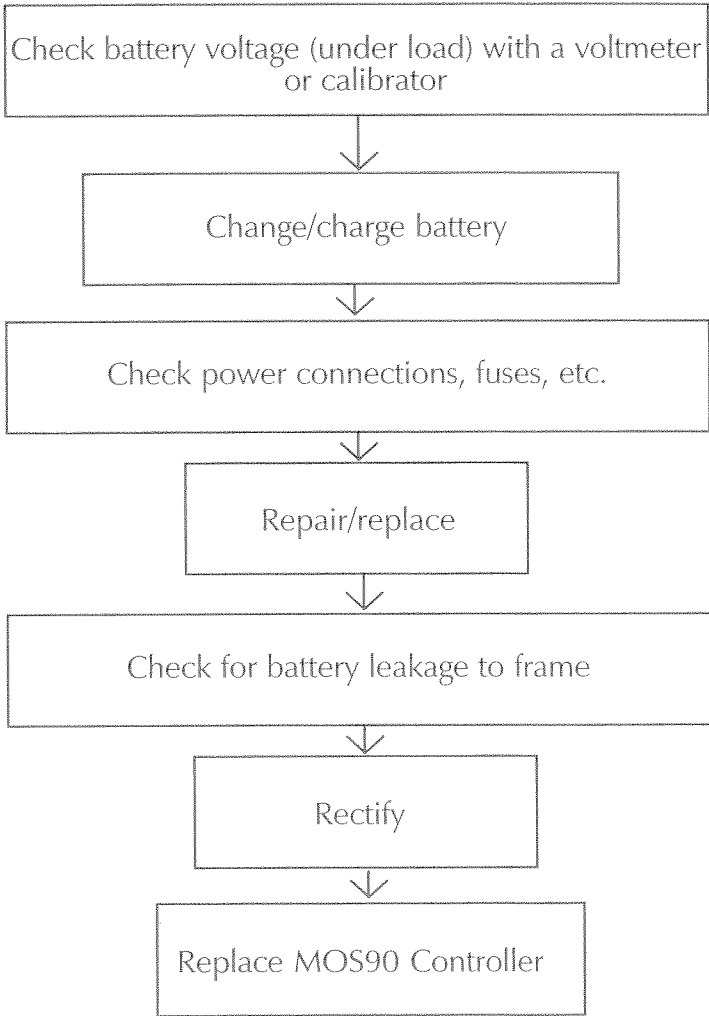 Check battery voltage (under load) with a voltmeter
or calibrator
Change/charge battery
Check power connections, fuses, etc.
Repair/replace
Check for battery leakage to frame
Rectify
Replace MOS90 Controller